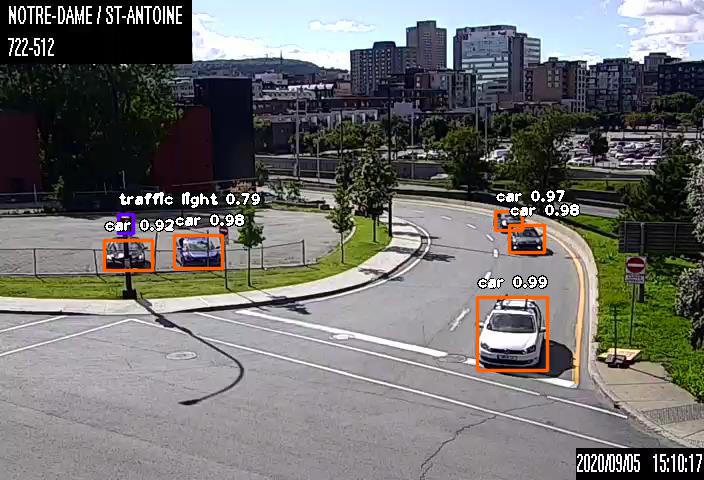 NOTRE-DAME / ST-ANTOINE
722-512
traffic light 0.79
car 0.92
car 0.98
car 0.97
car 0.98
car 0.99
2020/09/05 15:10:17